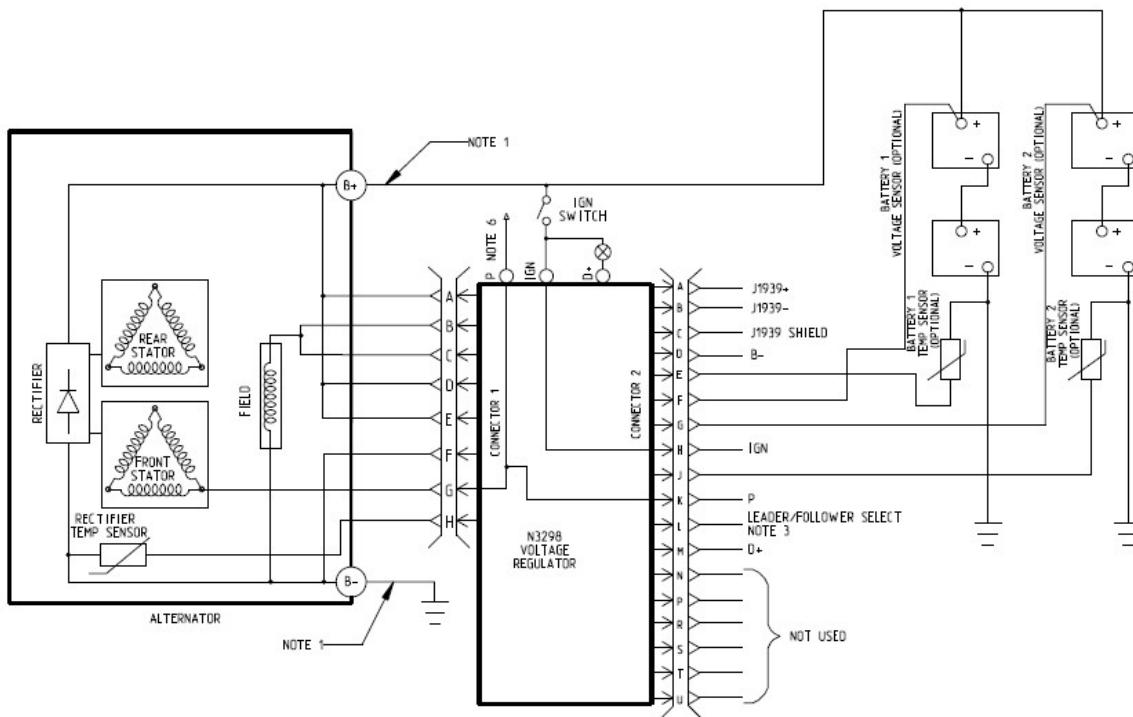 NOTE 1
B+
IGN
SWITCH
P NOTE 6
IGN
D+
RECTIFIER
REAR
STATOR
FRONT
STATOR
FIELD
RECTIFIER
TEMP SENSOR
B-
ALTERNATOR
NOTE 1
A
B
C
D
E
F
G
H
CONNECTOR 1
N3298
VOLTAGE
REGULATOR
CONNECTOR 2
A J1939+
B J1939-
C J1939 SHIELD
D B-
E
F
G
H IGN
J
K P
L LEADER/FOLLOWER SELECT
NOTE 3
M D+
N
P
R
S
T
U
NOT USED
BATTERY 1
VOLTAGE SENSOR (OPTIONAL)
BATTERY 2
VOLTAGE SENSOR (OPTIONAL)
+
-
+
-
+
-
+
-
BATTERY 1
TEMP SENSOR
(OPTIONAL)
BATTERY 2
TEMP SENSOR
(OPTIONAL)